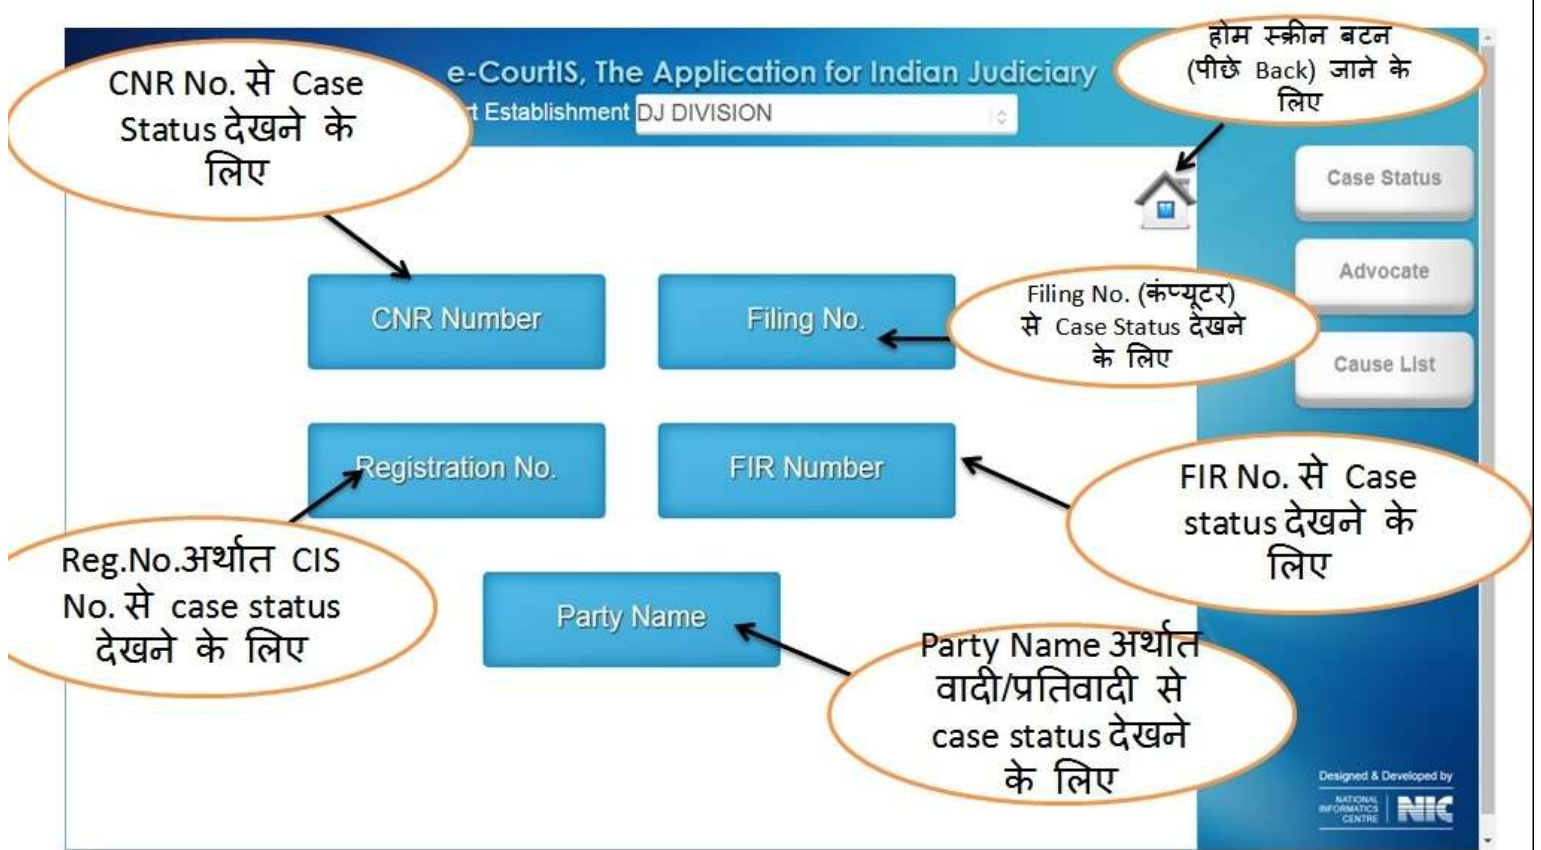 होम स्क्रीन बटन
(पीछे Back) जाने के
लिए
CNR No. से Case
Status देखने के
लिए
e-CourtIS, The Application for Indian Judiciary
rt Establishment DJ DIVISION
Case Status
Advocate
Cause List
CNR Number
Filing No.
Filing No. (कंप्यूटर)
से Case Status देखने
के लिए
Registration No.
FIR Number
FIR No. से Case
status देखने के
लिए
Reg.No.अर्थात CIS
No. से case status
देखने के लिए
Party Name
Party Name अर्थात
वादी/प्रतिवादी से
case status देखने
के लिए
Designed & Developed by
NATIONAL
INFORMATICS
CENTRE
NIC